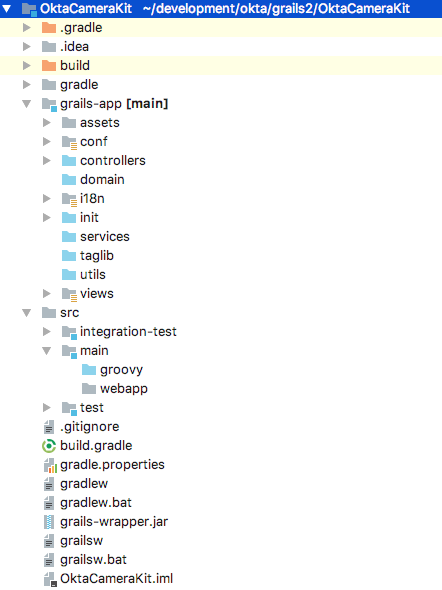 OktaCameraKit ~/development/okta/grails2/OktaCameraKit
.gradle
.idea
build
gradle
grails-app [main]
assets
conf
controllers
domain
i18n
init
services
taglib
utils
views
src
integration-test
main
groovy
webapp
test
.gitignore
build.gradle
gradle.properties
gradlew
gradlew.bat
grails-wrapper.jar
grailsw
grailsw.bat
OktaCameraKit.iml